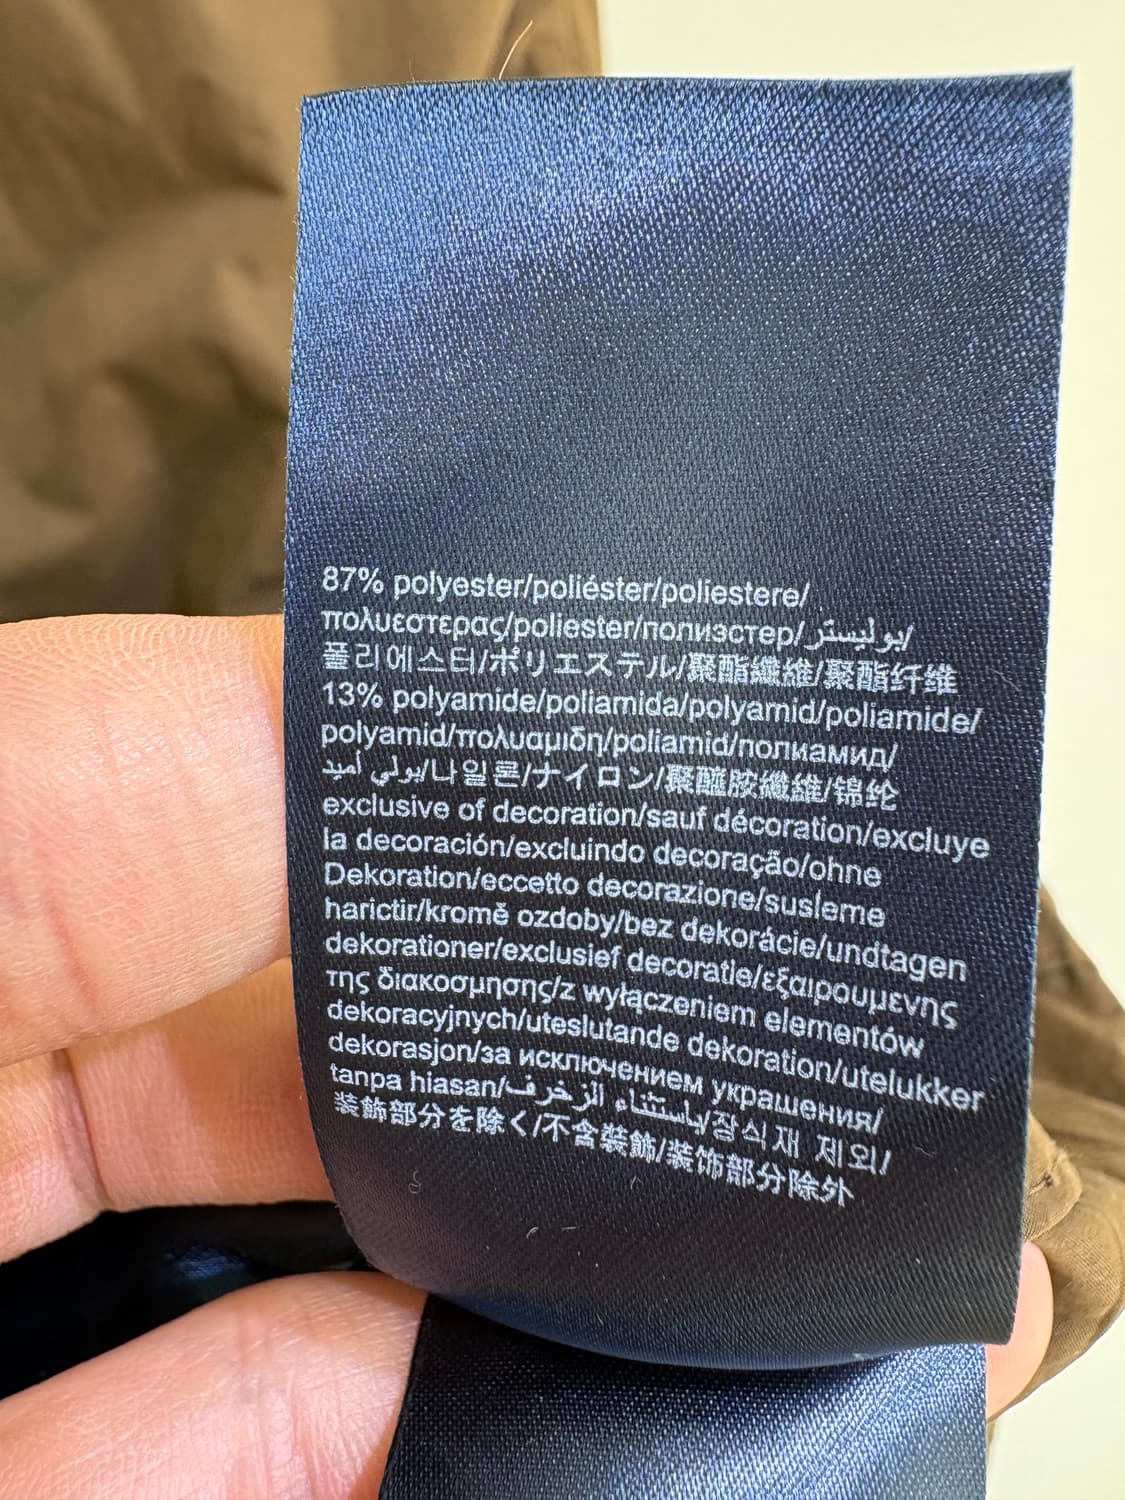 87% polyester/poliéster/poliestere/
πολυεστερας/poliester/полиэстер/بوليستر/
폴리에스터/ポリエステル/聚酯纖維/聚酯纤维
13% polyamide/poliamida/polyamid/poliamide/
polyamid/πολυαμιδη/poliamid/полиамид/
بولي أميد/나일론/ナイロン/聚醯胺纖維/锦纶
exclusive of decoration/sauf décoration/excluye
la decoración/excluindo decoração/ohne
Dekoration/eccetto decorazione/susleme
harictir/kromě ozdoby/bez dekorácie/undtagen
dekorationer/exclusief decoratie/εξαιρουμενης
της διακοσμησης/z wyłączeniem elementów
dekoracyjnych/uteslutande dekoration/utelukker
dekorasjon/за исключением украшения/
tanpa hiasan/باستثناء الزخرف/장식재 제외/
装飾部分を除く/不含裝飾/装饰部分除外